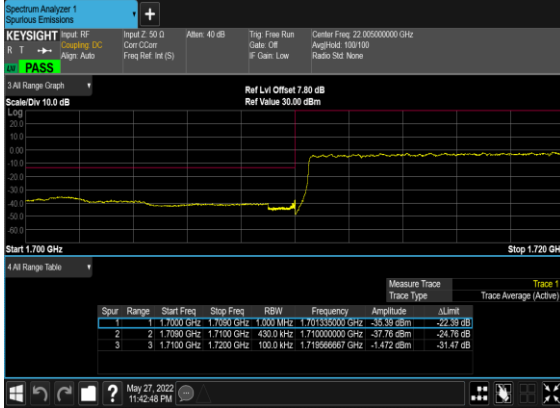 Spectrum Analyzer 1
Spurious Emissions
+
KEYSIGHT Input: RF Input Z: 50 Ω Atten: 40 dB Trig: Free Run Center Freq: 22.005000000 GHz
R T Coupling: DC Corr CCorr Gate: Off Avg|Hold: 100/100
Align: Auto Freq Ref: Int (S) IF Gain: Low Radio Std: None
LXI PASS
3 All Range Graph
Ref Lvl Offset 7.80 dB
Scale/Div 10.0 dB Ref Value 30.00 dBm
Log
20.0
10.0
0.00
-10.0
-20.0
-30.0
-40.0
-50.0
-60.0
Start 1.700 GHz Stop 1.720 GH
4 All Range Table
Measure Trace Trace 1
Trace Type Trace Average (Active)
Spur Range Start Freq Stop Freq RBW Frequency Amplitude ΔLimit
1 1 1.7000 GHz 1.7090 GHz 1.000 MHz 1.701335000 GHz -35.39 dBm -22.39 dB
2 2 1.7090 GHz 1.7100 GHz 430.0 kHz 1.710000000 GHz -37.76 dBm -24.76 dB
3 3 1.7100 GHz 1.7200 GHz 100.0 kHz 1.719566667 GHz -1.472 dBm -31.47 dB
?
May 27, 2022
11:42:48 PM